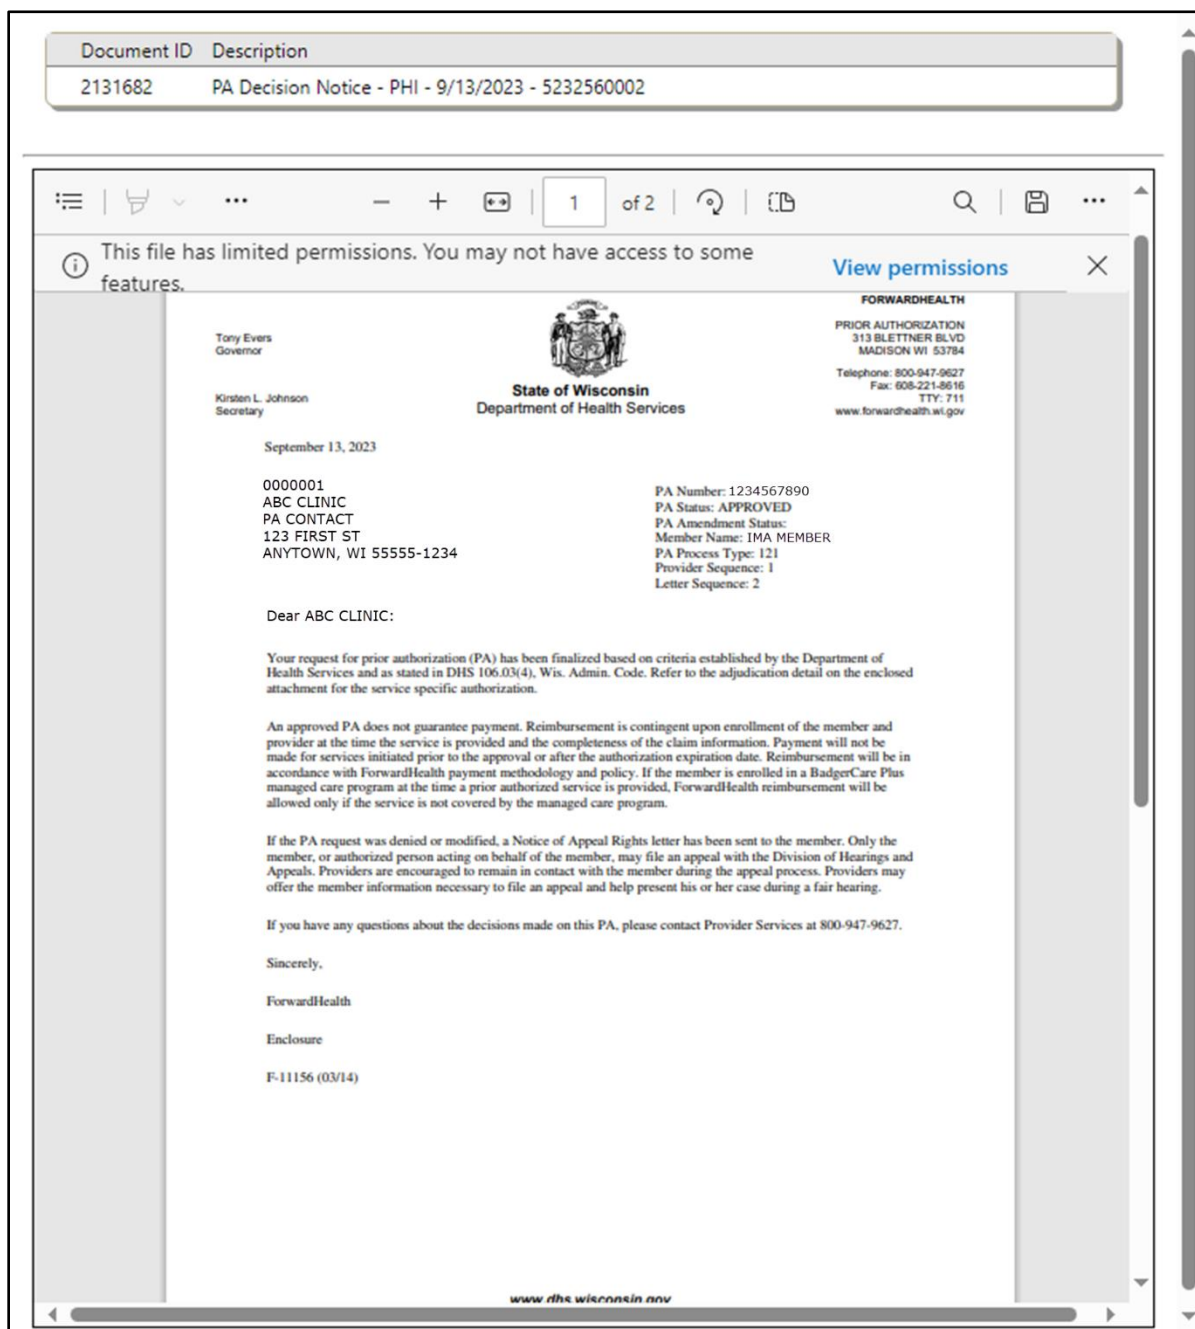 Document ID Description
2131682 PA Decision Notice - PHI - 9/13/2023 - 5232560002
1 of 2
This file has limited permissions. You may not have access to some
features.
View permissions
Tony Evers
Governor
Kirsten L. Johnson
Secretary
State of Wisconsin
Department of Health Services
FORWARDHEALTH
PRIOR AUTHORIZATION
313 BLETTNER BLVD
MADISON WI 53784
Telephone: 800-947-9627
Fax: 608-221-8616
TTY: 711
www.forwardhealth.wi.gov
September 13, 2023
0000001
ABC CLINIC
PA CONTACT
123 FIRST ST
ANYTOWN, WI 55555-1234
PA Number: 1234567890
PA Status: APPROVED
PA Amendment Status:
Member Name: IMA MEMBER
PA Process Type: 121
Provider Sequence: 1
Letter Sequence: 2
Dear ABC CLINIC:
Your request for prior authorization (PA) has been finalized based on criteria established by the Department of
Health Services and as stated in DHS 106.03(4), Wis. Admin. Code. Refer to the adjudication detail on the enclosed
attachment for the service specific authorization.
An approved PA does not guarantee payment. Reimbursement is contingent upon enrollment of the member and
provider at the time the service is provided and the completeness of the claim information. Payment will not be
made for services initiated prior to the approval or after the authorization expiration date. Reimbursement will be in
accordance with ForwardHealth payment methodology and policy. If the member is enrolled in a BadgerCare Plus
managed care program at the time a prior authorized service is provided, ForwardHealth reimbursement will be
allowed only if the service is not covered by the managed care program.
If the PA request was denied or modified, a Notice of Appeal Rights letter has been sent to the member. Only the
member, or authorized person acting on behalf of the member, may file an appeal with the Division of Hearings and
Appeals. Providers are encouraged to remain in contact with the member during the appeal process. Providers may
offer the member information necessary to file an appeal and help present his or her case during a fair hearing.
If you have any questions about the decisions made on this PA, please contact Provider Services at 800-947-9627.
Sincerely,
ForwardHealth
Enclosure
F-11156 (03/14)
www.dhs.wisconsin.gov